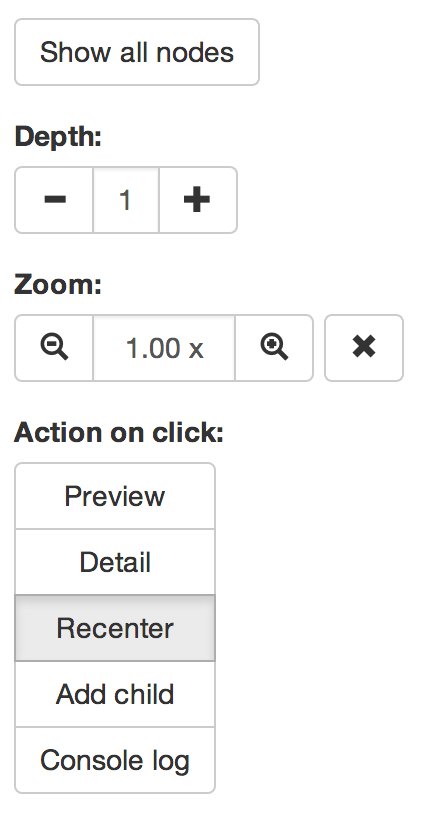 Show all nodes
Depth:
1
Zoom:
1.00 x
Action on click:
Preview
Detail
Recenter
Add child
Console log